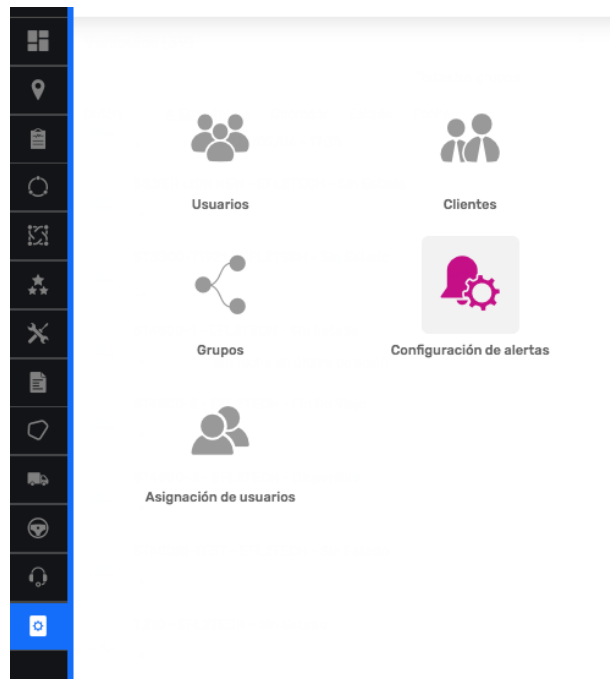 Usuarios
Clientes
Grupos
Configuración de alertas
Asignación de usuarios